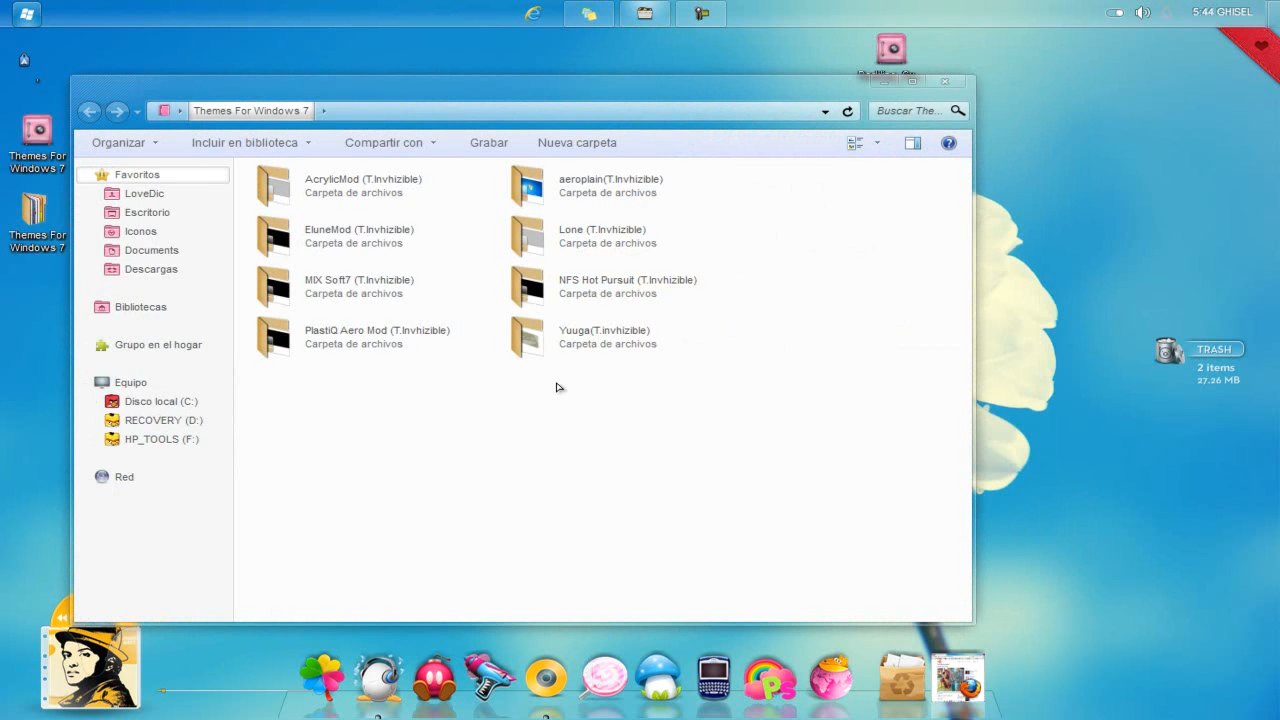 5:44 GHISEL
Themes For
Windows 7
Themes For
Windows 7
Themes For Windows 7
Buscar The...
Organizar
Incluir en biblioteca
Compartir con
Grabar
Nueva carpeta
Favoritos
LoveDic
Escritorio
Iconos
Documents
Descargas
Bibliotecas
Grupo en el hogar
Equipo
Disco local (C:)
RECOVERY (D:)
HP_TOOLS (F:)
Red
AcrylicMod (T.Invhizible)
Carpeta de archivos
aeroplain(T.Invhizible)
Carpeta de archivos
EluneMod (T.Invhizible)
Carpeta de archivos
Lone (T.Invhizible)
Carpeta de archivos
MIX Soft7 (T.Invhizible)
Carpeta de archivos
NFS Hot Pursuit (T.Invhizible)
Carpeta de archivos
PlastiQ Aero Mod (T.Invhizible)
Carpeta de archivos
Yuuga(T.invhizible)
Carpeta de archivos
TRASH
2 items
27.26 MB